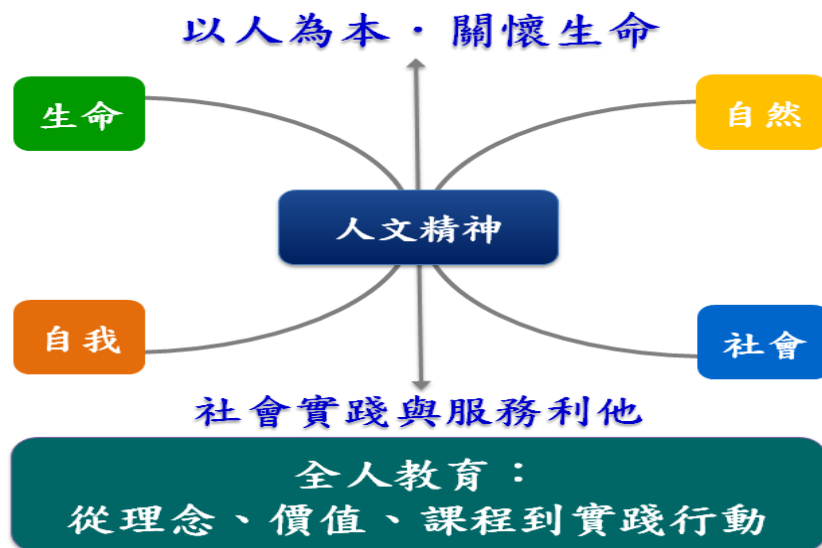 以人為本．關懷生命
生命
自然
人文精神
自我
社會
社會實踐與服務利他
全人教育：
從理念、價值、課程到實踐行動